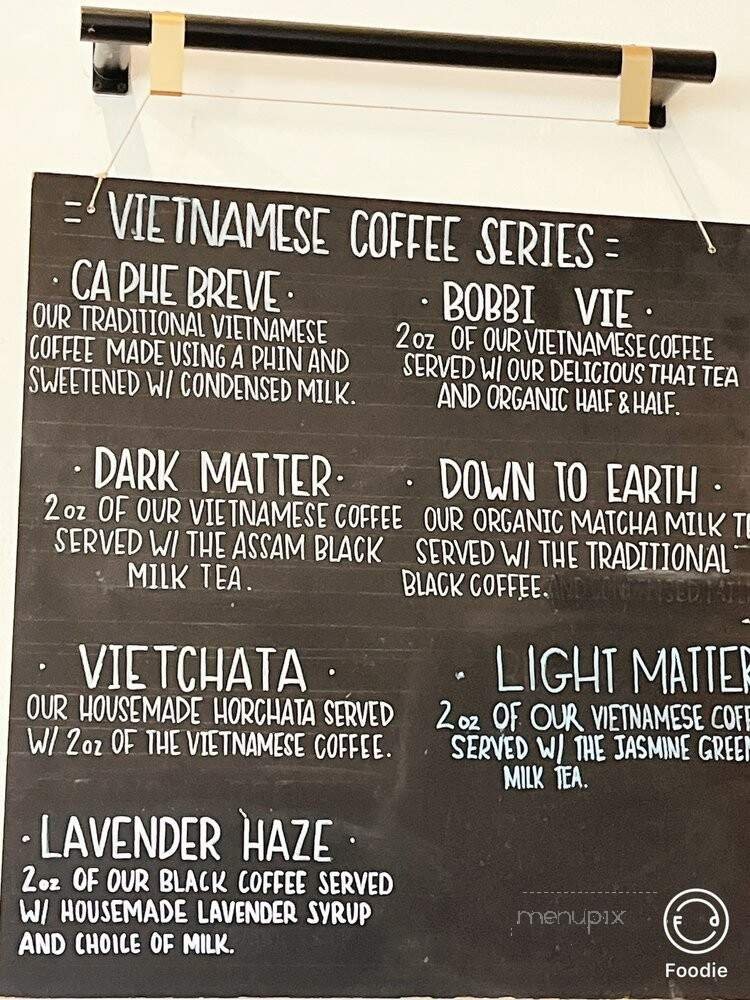 = VIETNAMESE COFFEE SERIES =
· CA PHE BREVE ·
OUR TRADITIONAL VIETNAMESE
COFFEE MADE USING A PHIN AND
SWEETENED W/ CONDENSED MILK.
· BOBBI VIE ·
2oz OF OUR VIETNAMESE COFFEE
SERVED W/ OUR DELICIOUS THAI TEA
AND ORGANIC HALF & HALF.
· DARK MATTER ·
2oz OF OUR VIETNAMESE COFFEE
SERVED W/ THE ASSAM BLACK
MILK TEA.
· DOWN TO EARTH ·
OUR ORGANIC MATCHA MILK
SERVED W/ THE TRADITIONAL
BLACK COFFEE.
· VIETCHATA ·
OUR HOUSEMADE HORCHATA SERVED
W/ 2oz OF THE VIETNAMESE COFFEE.
· LIGHT MATTER
2oz OF OUR VIETNAMESE
SERVED W/ THE JASMINE GREEN
MILK TEA.
· LAVENDER HAZE ·
2oz OF OUR BLACK COFFEE SERVED
W/ HOUSEMADE LAVENDER SYRUP
AND CHOICE OF MILK.
menupix
F d
Foodie